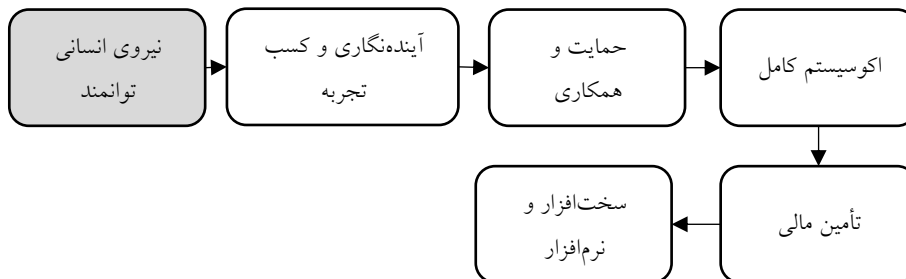 نیروی انسانی
توانمند
آینده‌نگاری و کسب
تجربه
حمایت و
همکاری
اکوسیستم کامل
تأمین مالی
سخت‌افزار و
نرم‌افزار